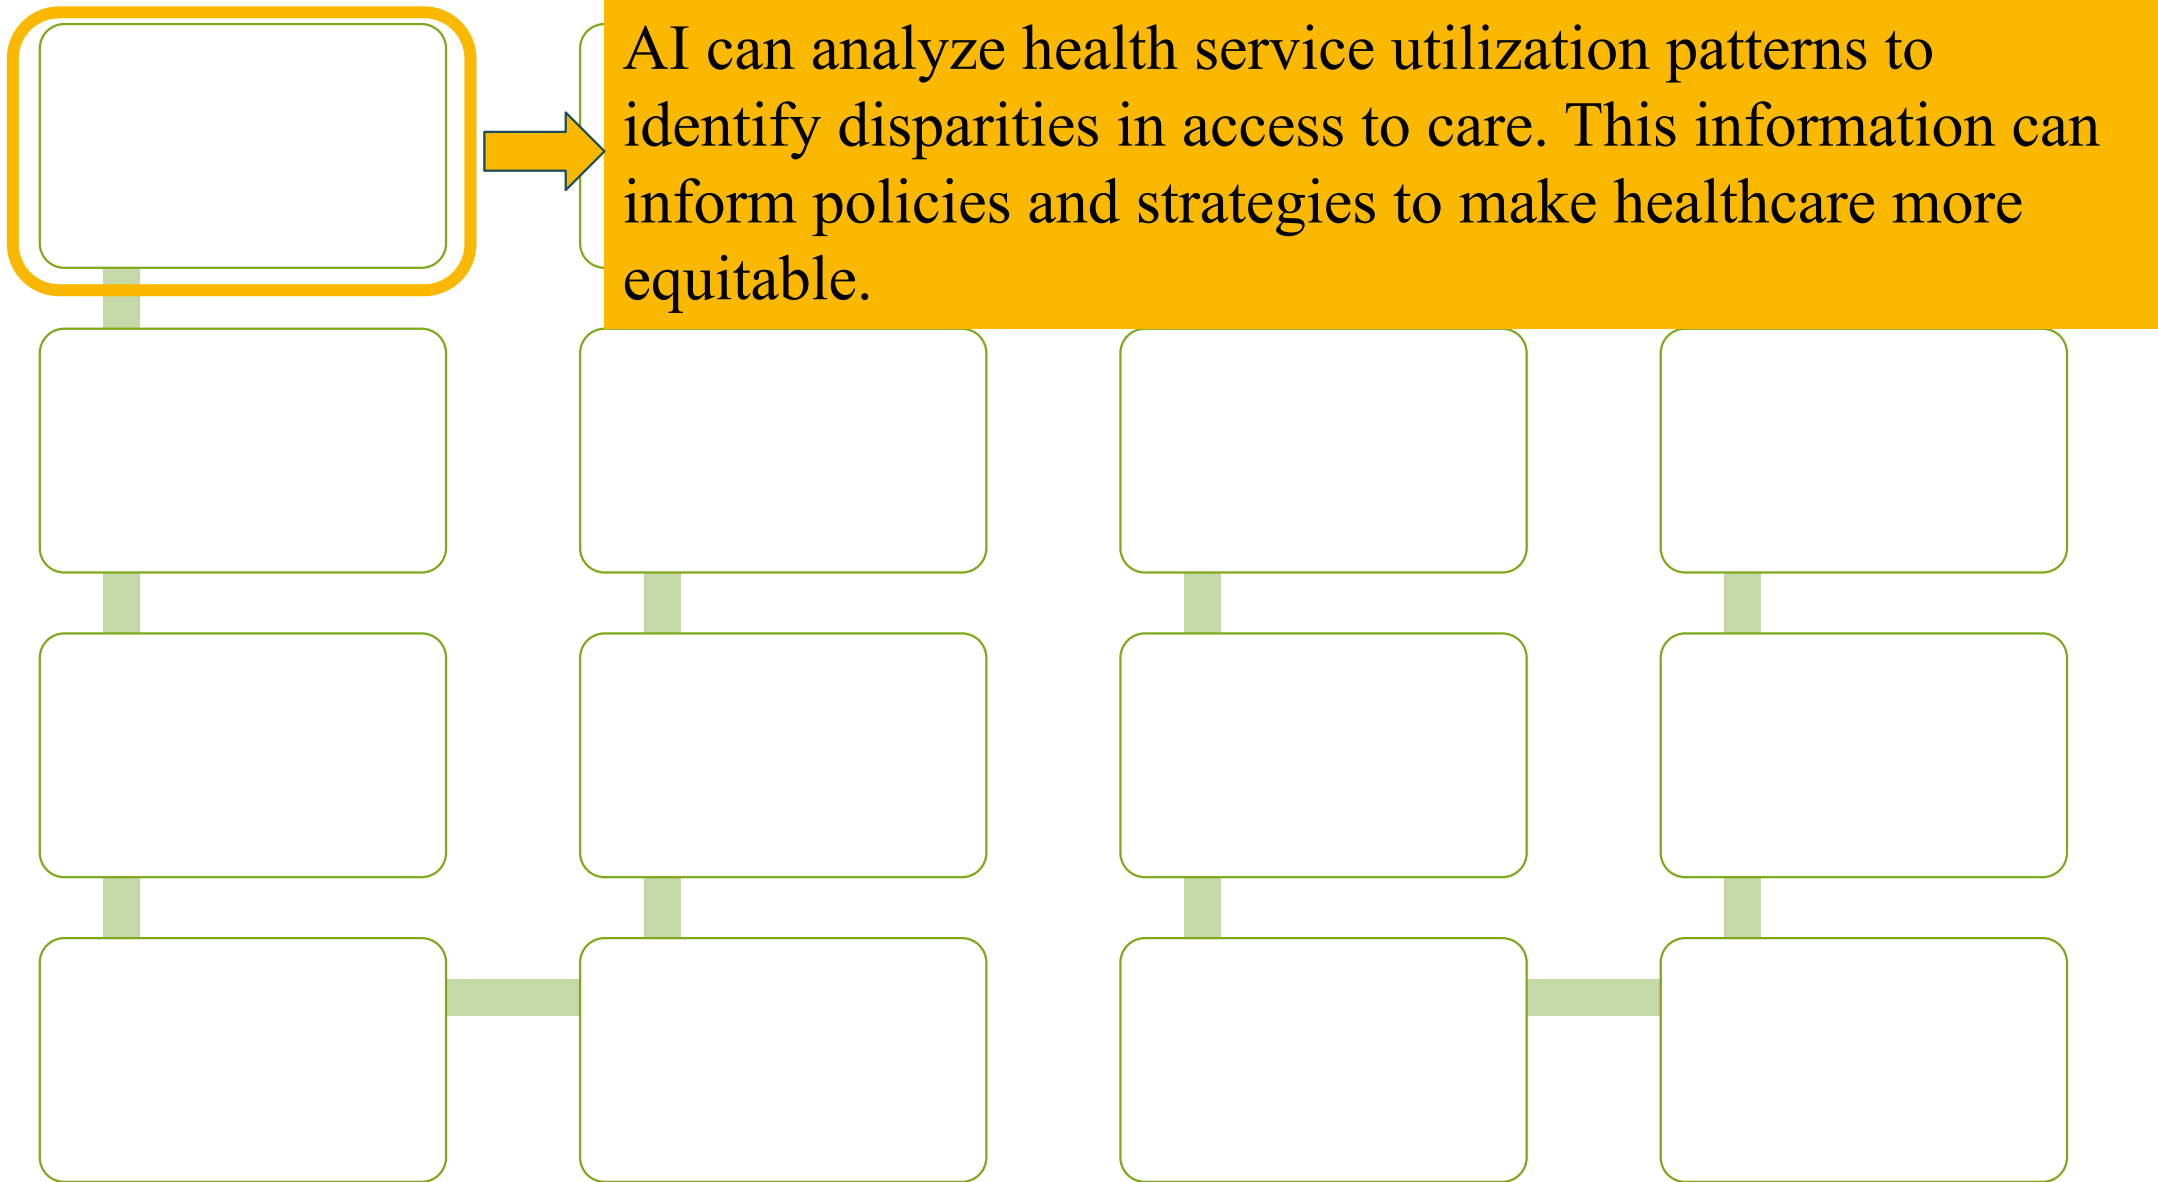 AI can analyze health service utilization patterns to
identify disparities in access to care. This information can
inform policies and strategies to make healthcare more
equitable.